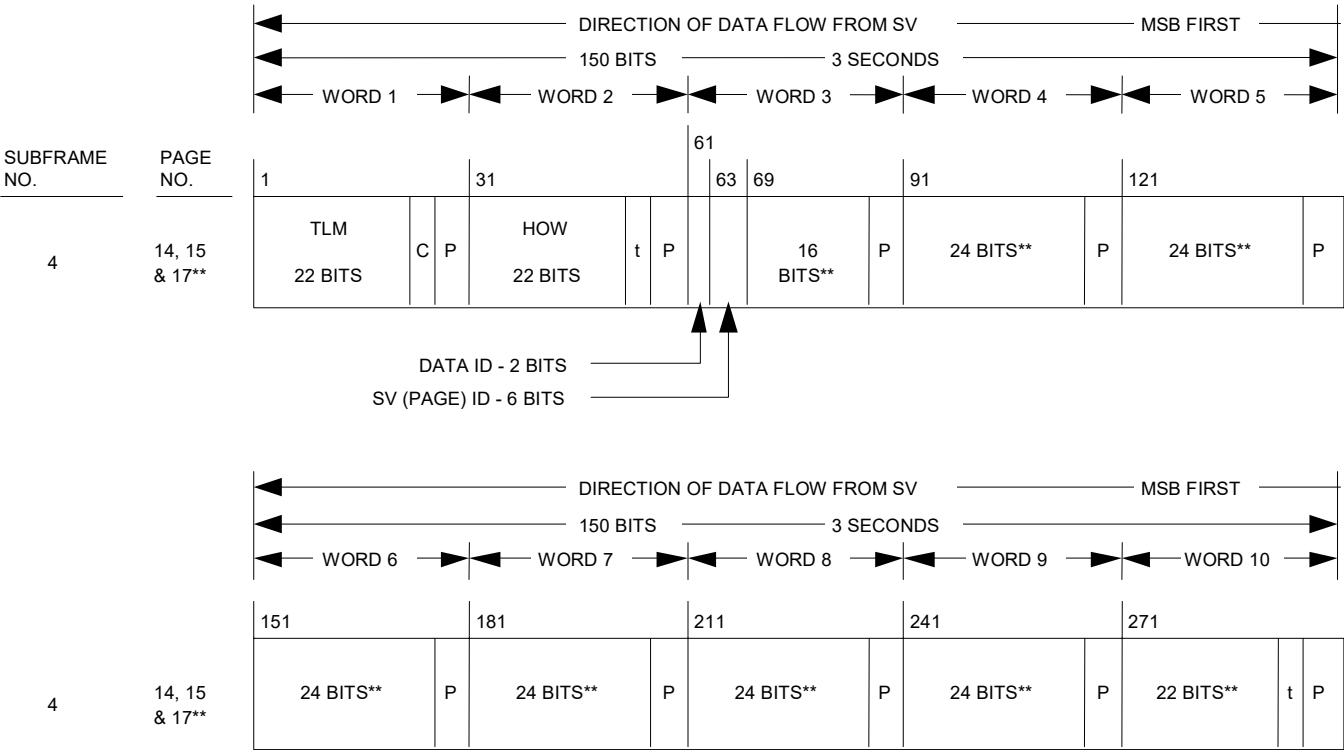 DIRECTION OF DATA FLOW FROM SV MSB FIRST
150 BITS 3 SECONDS
WORD 1 WORD 2 WORD 3 WORD 4 WORD 5
SUBFRAME NO.
PAGE NO.
1 31 61 63 69 91 121
4
14, 15
& 17**
TLM
22 BITS
C
P
HOW
22 BITS
t
P
16
BITS**
P
24 BITS**
P
24 BITS**
P
DATA ID - 2 BITS
SV (PAGE) ID - 6 BITS
DIRECTION OF DATA FLOW FROM SV MSB FIRST
150 BITS 3 SECONDS
WORD 6 WORD 7 WORD 8 WORD 9 WORD 10
151 181 211 241 271
4
14, 15
& 17**
24 BITS** P 24 BITS** P 24 BITS** P 24 BITS** P 22 BITS** t P